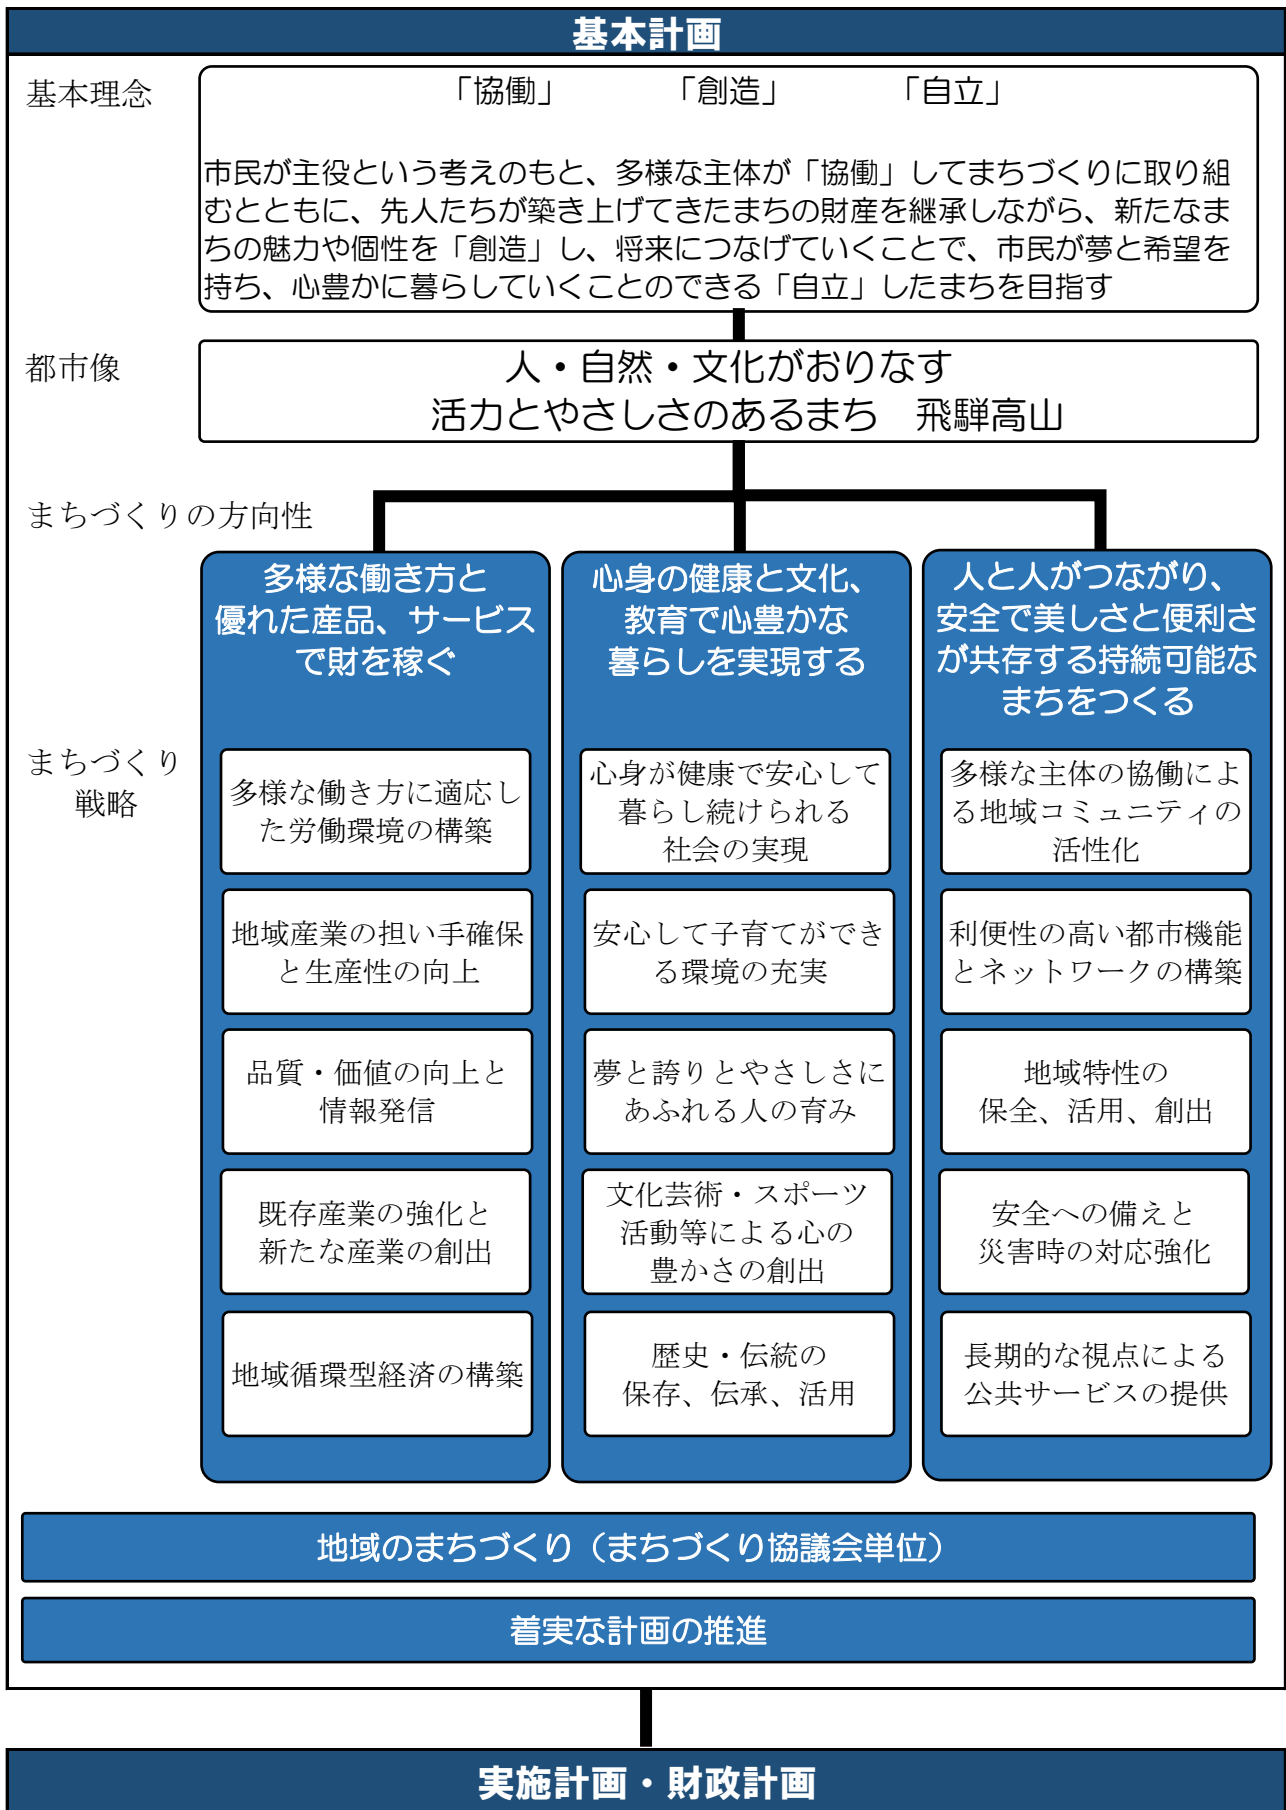 基本計画
基本理念
「協働」 「創造」 「自立」
市民が主役という考えのもと、多様な主体が「協働」してまちづくりに取り組
むとともに、先人たちが築き上げてきたまちの財産を継承しながら、新たなま
ちの魅力や個性を「創造」し、将来につなげていくことで、市民が夢と希望を
持ち、心豊かに暮らしていくことのできる「自立」したまちを目指す
都市像
人・自然・文化がおりなす
活力とやさしさのあるまち　飛騨高山
まちづくりの方向性
多様な働き方と
優れた産品、サービス
で財を稼ぐ
心身の健康と文化、
教育で心豊かな
暮らしを実現する
人と人がつながり、
安全で美しさと便利さ
が共存する持続可能な
まちをつくる
まちづくり
戦略
多様な働き方に適応し
た労働環境の構築
地域産業の担い手確保
と生産性の向上
品質・価値の向上と
情報発信
既存産業の強化と
新たな産業の創出
地域循環型経済の構築
心身が健康で安心して
暮らし続けられる
社会の実現
安心して子育てができ
る環境の充実
夢と誇りとやさしさに
あふれる人の育み
文化芸術・スポーツ
活動等による心の
豊かさの創出
歴史・伝統の
保存、伝承、活用
多様な主体の協働によ
る地域コミュニティの
活性化
利便性の高い都市機能
とネットワークの構築
地域特性の
保全、活用、創出
安全への備えと
災害時の対応強化
長期的な視点による
公共サービスの提供
地域のまちづくり（まちづくり協議会単位）
着実な計画の推進
実施計画・財政計画